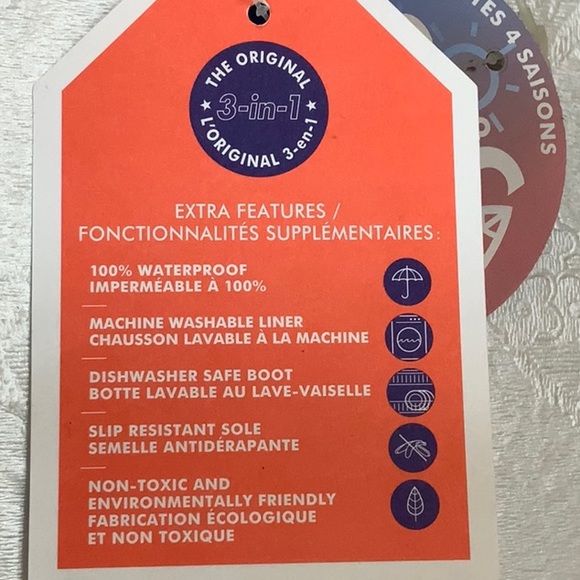 THE ORIGINAL
3-in-1
L'ORIGINAL 3-en-1
EXTRA FEATURES /
FONCTIONNALITÉS SUPPLÉMENTAIRES:
100% WATERPROOF
IMPERMÉABLE À 100%
MACHINE WASHABLE LINER
CHAUSSON LAVABLE À LA MACHINE
DISHWASHER SAFE BOOT
BOTTE LAVABLE AU LAVE-VAISELLE
SLIP RESISTANT SOLE
SEMELLE ANTIDÉRAPANTE
NON-TOXIC AND
ENVIRONMENTALLY FRIENDLY
FABRICATION ÉCOLOGIQUE
ET NON TOXIQUE
4 SAISONS